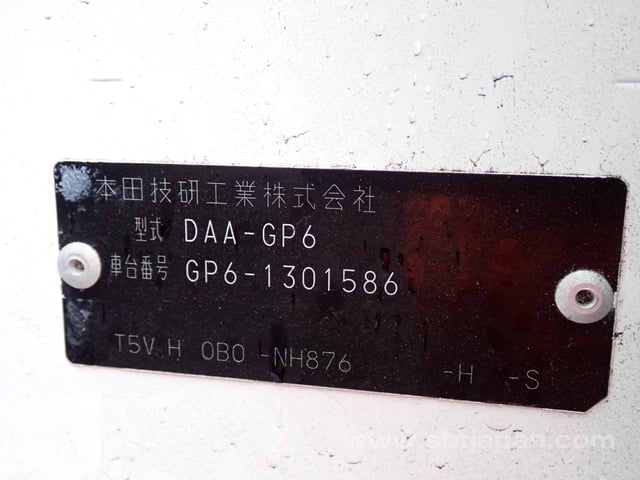 本田技研工業株式会社
型式 DAA-GP6
車台番号 GP6-1301586
T5V H 0B0 -NH876 -H -S
www.sbtjapan.com